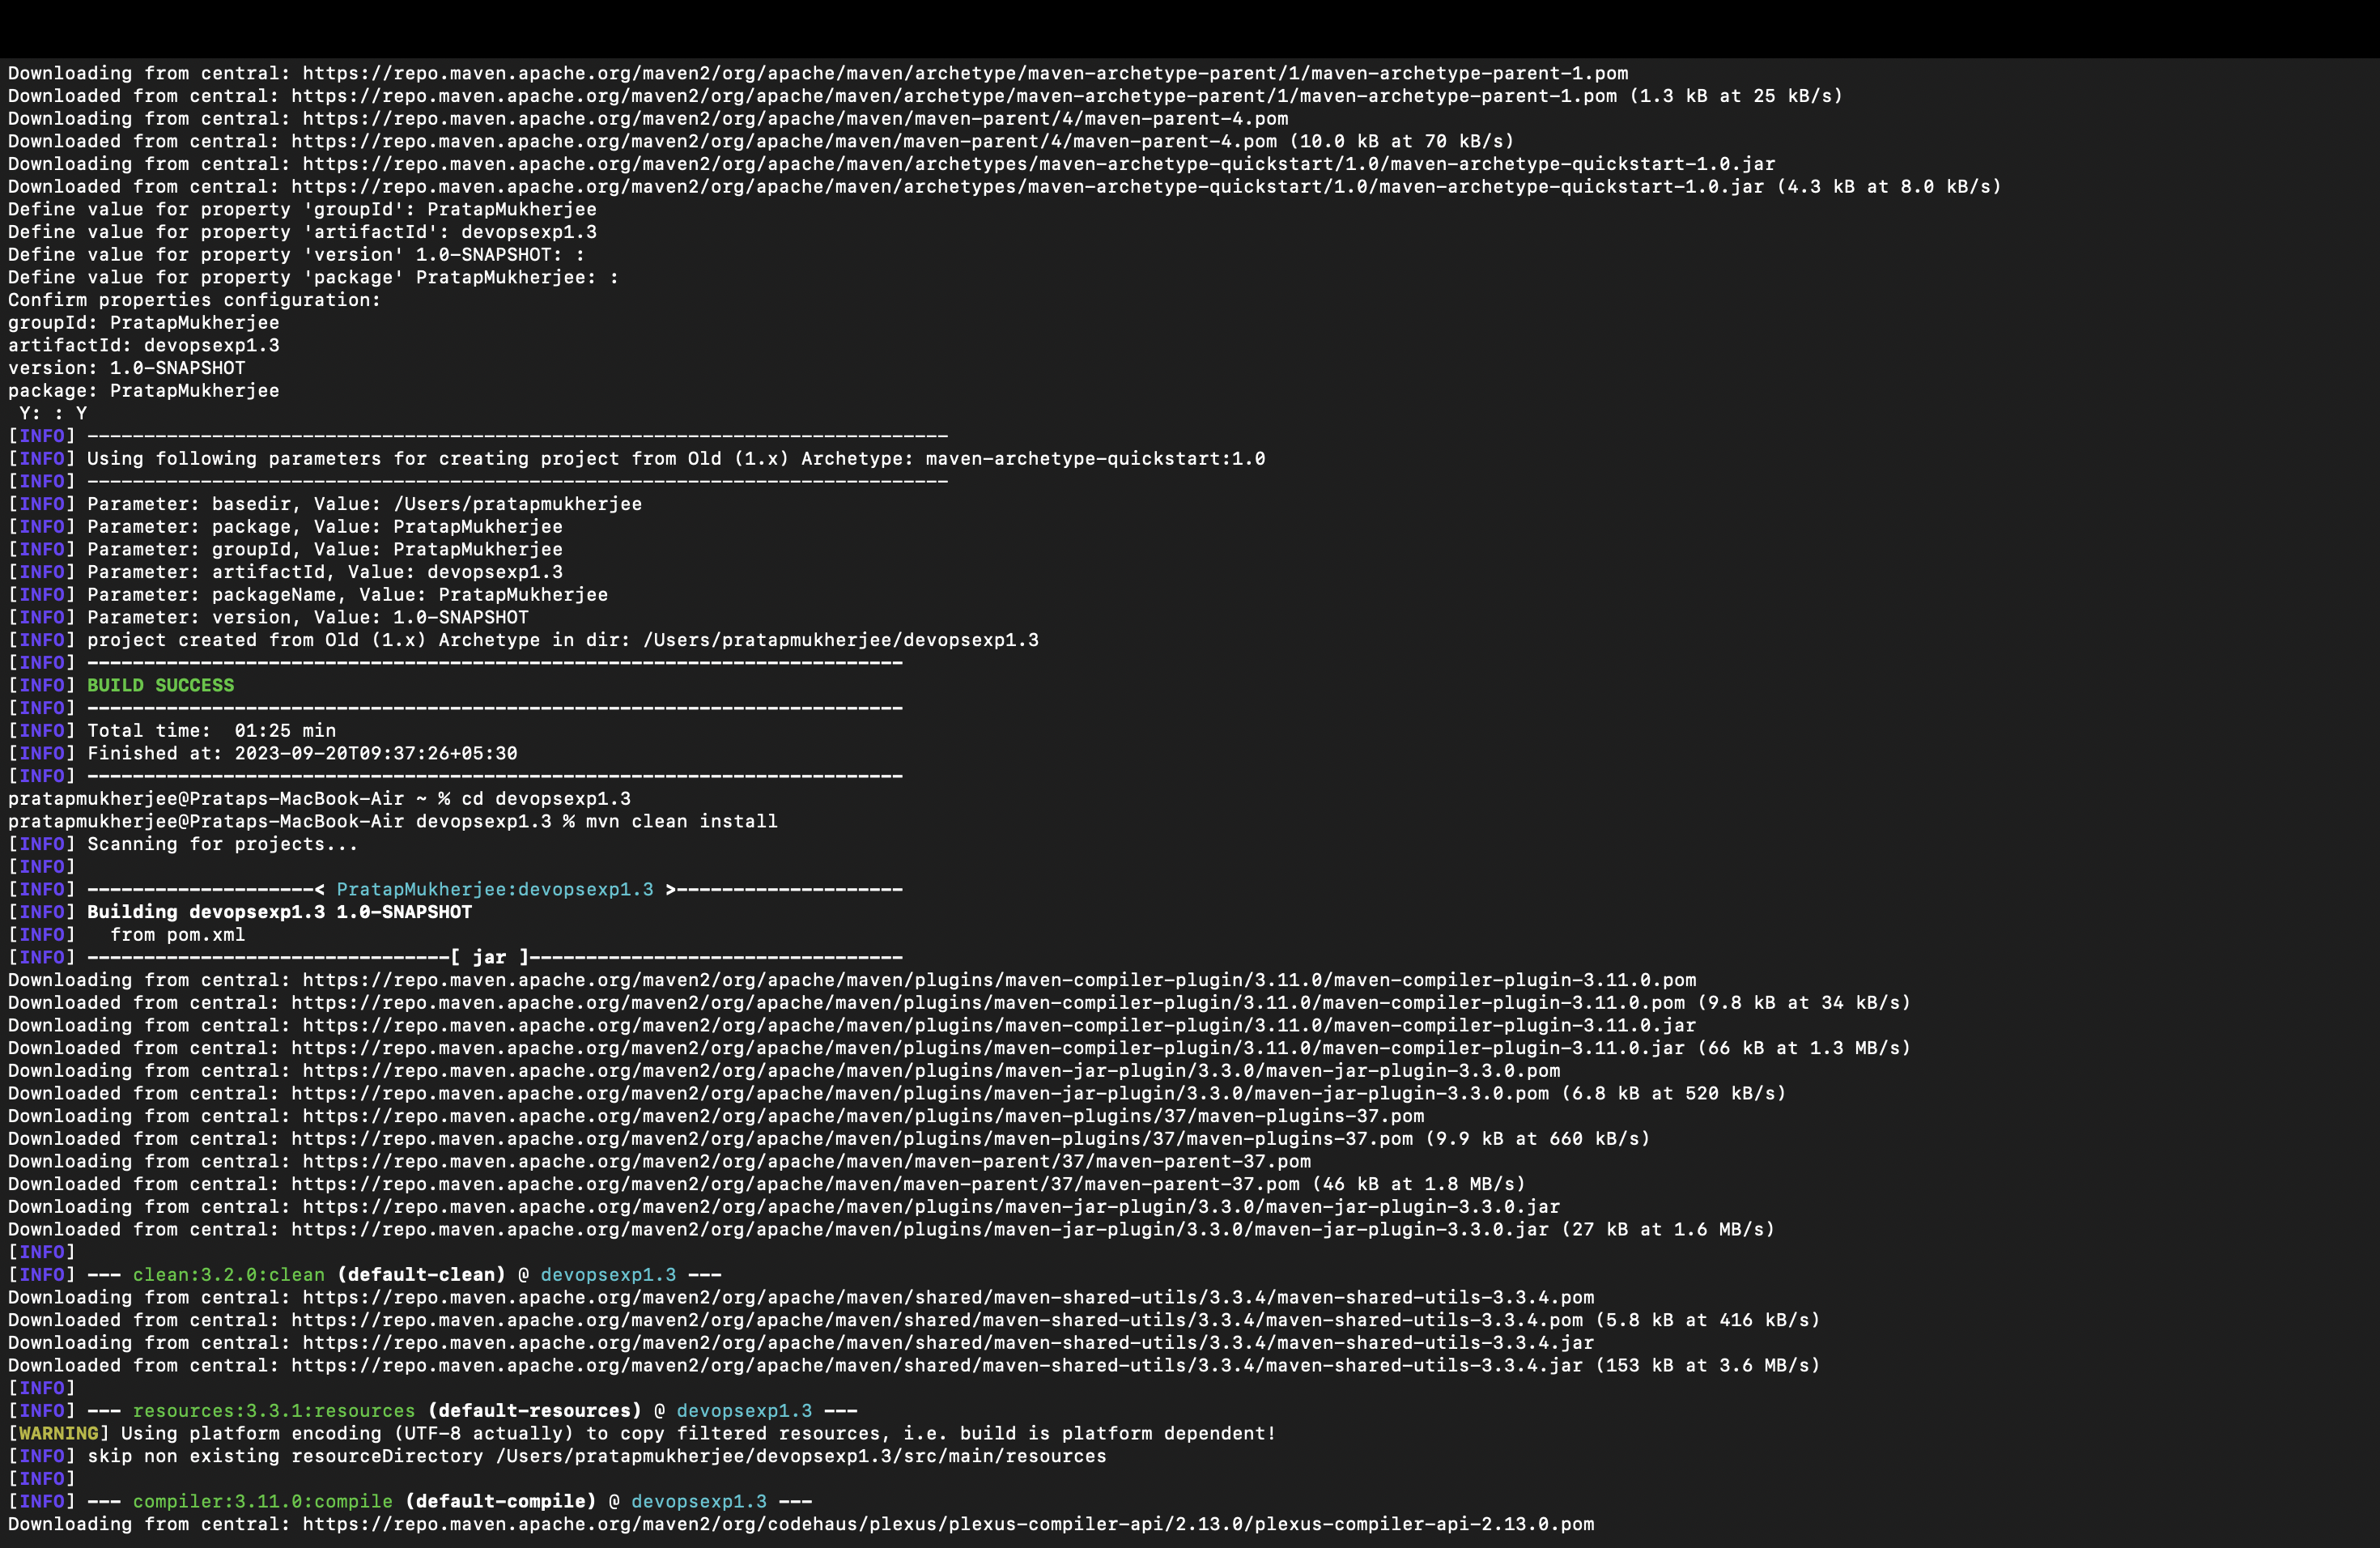 Downloading from central: https://repo.maven.apache.org/maven2/org/apache/maven/archetype/maven-archetype-parent/1/maven-archetype-parent-1.pom
Downloaded from central: https://repo.maven.apache.org/maven2/org/apache/maven/archetype/maven-archetype-parent/1/maven-archetype-parent-1.pom (1.3 kB at 25 kB/s)
Downloading from central: https://repo.maven.apache.org/maven2/org/apache/maven/maven-parent/4/maven-parent-4.pom
Downloaded from central: https://repo.maven.apache.org/maven2/org/apache/maven/maven-parent/4/maven-parent-4.pom (10.0 kB at 70 kB/s)
Downloading from central: https://repo.maven.apache.org/maven2/org/apache/maven/archetypes/maven-archetype-quickstart/1.0/maven-archetype-quickstart-1.0.jar
Downloaded from central: https://repo.maven.apache.org/maven2/org/apache/maven/archetypes/maven-archetype-quickstart/1.0/maven-archetype-quickstart-1.0.jar (4.3 kB at 8.0 kB/s)
Define value for property 'groupId': PratapMukherjee
Define value for property 'artifactId': devopsexp1.3
Define value for property 'version' 1.0-SNAPSHOT: :
Define value for property 'package' PratapMukherjee: :
Confirm properties configuration:
groupId: PratapMukherjee
artifactId: devopsexp1.3
version: 1.0-SNAPSHOT
package: PratapMukherjee
 Y: : Y
[INFO] ----------------------------------------------------------------------------
[INFO] Using following parameters for creating project from Old (1.x) Archetype: maven-archetype-quickstart:1.0
[INFO] ----------------------------------------------------------------------------
[INFO] Parameter: basedir, Value: /Users/pratapmukherjee
[INFO] Parameter: package, Value: PratapMukherjee
[INFO] Parameter: groupId, Value: PratapMukherjee
[INFO] Parameter: artifactId, Value: devopsexp1.3
[INFO] Parameter: packageName, Value: PratapMukherjee
[INFO] Parameter: version, Value: 1.0-SNAPSHOT
[INFO] project created from Old (1.x) Archetype in dir: /Users/pratapmukherjee/devopsexp1.3
[INFO] ------------------------------------------------------------------------
[INFO] BUILD SUCCESS
[INFO] ------------------------------------------------------------------------
[INFO] Total time:  01:25 min
[INFO] Finished at: 2023-09-20T09:37:26+05:30
[INFO] ------------------------------------------------------------------------
pratapmukherjee@Prataps-MacBook-Air ~ % cd devopsexp1.3
pratapmukherjee@Prataps-MacBook-Air devopsexp1.3 % mvn clean install
[INFO] Scanning for projects...
[INFO]
[INFO] --------------------< PratapMukherjee:devopsexp1.3 >--------------------
[INFO] Building devopsexp1.3 1.0-SNAPSHOT
[INFO]   from pom.xml
[INFO] --------------------------------[ jar ]---------------------------------
Downloading from central: https://repo.maven.apache.org/maven2/org/apache/maven/plugins/maven-compiler-plugin/3.11.0/maven-compiler-plugin-3.11.0.pom
Downloaded from central: https://repo.maven.apache.org/maven2/org/apache/maven/plugins/maven-compiler-plugin/3.11.0/maven-compiler-plugin-3.11.0.pom (9.8 kB at 34 kB/s)
Downloading from central: https://repo.maven.apache.org/maven2/org/apache/maven/plugins/maven-compiler-plugin/3.11.0/maven-compiler-plugin-3.11.0.jar
Downloaded from central: https://repo.maven.apache.org/maven2/org/apache/maven/plugins/maven-compiler-plugin/3.11.0/maven-compiler-plugin-3.11.0.jar (66 kB at 1.3 MB/s)
Downloading from central: https://repo.maven.apache.org/maven2/org/apache/maven/plugins/maven-jar-plugin/3.3.0/maven-jar-plugin-3.3.0.pom
Downloaded from central: https://repo.maven.apache.org/maven2/org/apache/maven/plugins/maven-jar-plugin/3.3.0/maven-jar-plugin-3.3.0.pom (6.8 kB at 520 kB/s)
Downloading from central: https://repo.maven.apache.org/maven2/org/apache/maven/plugins/maven-plugins/37/maven-plugins-37.pom
Downloaded from central: https://repo.maven.apache.org/maven2/org/apache/maven/plugins/maven-plugins/37/maven-plugins-37.pom (9.9 kB at 660 kB/s)
Downloading from central: https://repo.maven.apache.org/maven2/org/apache/maven/maven-parent/37/maven-parent-37.pom
Downloaded from central: https://repo.maven.apache.org/maven2/org/apache/maven/maven-parent/37/maven-parent-37.pom (46 kB at 1.8 MB/s)
Downloading from central: https://repo.maven.apache.org/maven2/org/apache/maven/plugins/maven-jar-plugin/3.3.0/maven-jar-plugin-3.3.0.jar
Downloaded from central: https://repo.maven.apache.org/maven2/org/apache/maven/plugins/maven-jar-plugin/3.3.0/maven-jar-plugin-3.3.0.jar (27 kB at 1.6 MB/s)
[INFO]
[INFO] --- clean:3.2.0:clean (default-clean) @ devopsexp1.3 ---
Downloading from central: https://repo.maven.apache.org/maven2/org/apache/maven/shared/maven-shared-utils/3.3.4/maven-shared-utils-3.3.4.pom
Downloaded from central: https://repo.maven.apache.org/maven2/org/apache/maven/shared/maven-shared-utils/3.3.4/maven-shared-utils-3.3.4.pom (5.8 kB at 416 kB/s)
Downloading from central: https://repo.maven.apache.org/maven2/org/apache/maven/shared/maven-shared-utils/3.3.4/maven-shared-utils-3.3.4.jar
Downloaded from central: https://repo.maven.apache.org/maven2/org/apache/maven/shared/maven-shared-utils/3.3.4/maven-shared-utils-3.3.4.jar (153 kB at 3.6 MB/s)
[INFO]
[INFO] --- resources:3.3.1:resources (default-resources) @ devopsexp1.3 ---
[WARNING] Using platform encoding (UTF-8 actually) to copy filtered resources, i.e. build is platform dependent!
[INFO] skip non existing resourceDirectory /Users/pratapmukherjee/devopsexp1.3/src/main/resources
[INFO]
[INFO] --- compiler:3.11.0:compile (default-compile) @ devopsexp1.3 ---
Downloading from central: https://repo.maven.apache.org/maven2/org/codehaus/plexus/plexus-compiler-api/2.13.0/plexus-compiler-api-2.13.0.pom